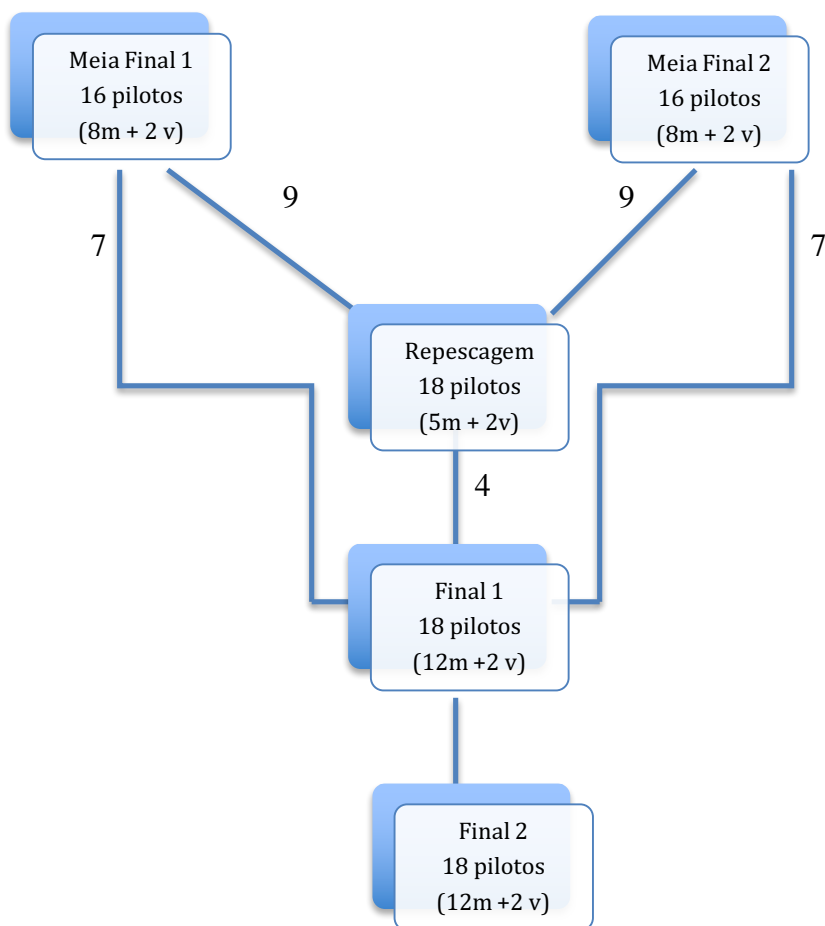 Meia Final 1
16 pilotos
(8m + 2 v)
Meia Final 2
16 pilotos
(8m + 2 v)
9
9
7
7
Repescagem
18 pilotos
(5m + 2v)
4
Final 1
18 pilotos
(12m +2 v)
Final 2
18 pilotos
(12m +2 v)